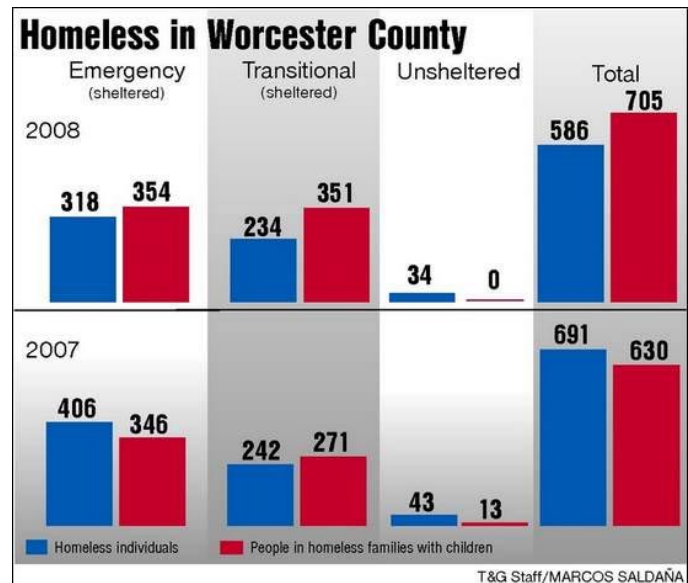 Homeless in Worcester County
Emergency Transitional Unsheltered Total
(sheltered) (sheltered)
2008
318 354 234 351 34 0 586 705
2007
406 346 242 271 43 13 691 630
Homeless individuals People in homeless families with children
T&G Staff/MARCOS SALDAÑA